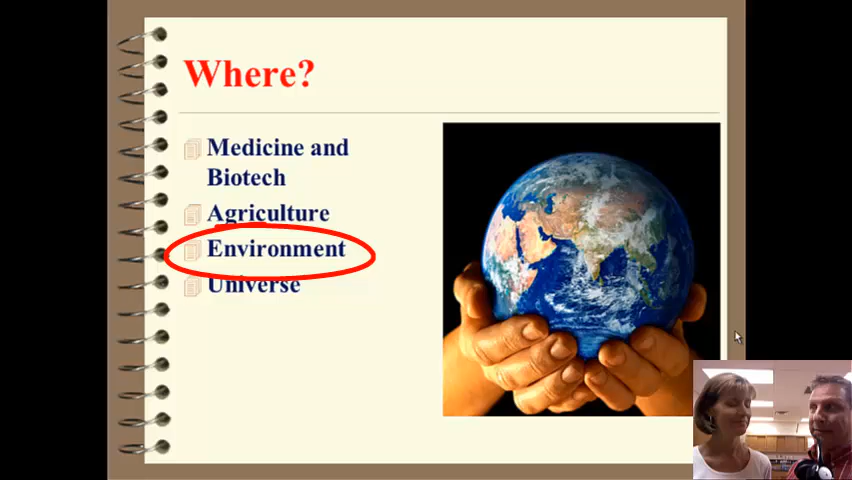 Where?
Medicine and
Biotech
Agriculture
Environment
Universe